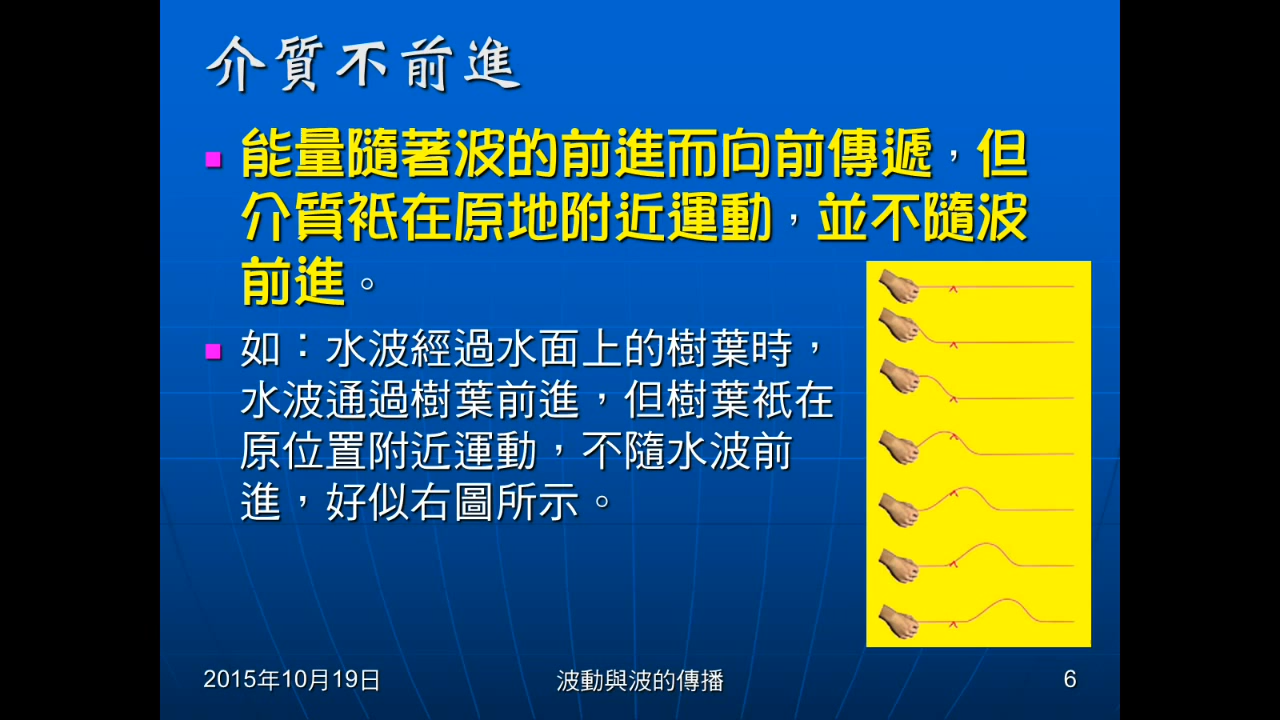 介質不前進
能量隨著波的前進而向前傳遞，但
介質衹在原地附近運動，並不隨波
前進。
如：水波經過水面上的樹葉時，
水波通過樹葉前進，但樹葉衹在
原位置附近運動，不隨水波前
進，好似右圖所示。
2015年10月19日
波動與波的傳播
6